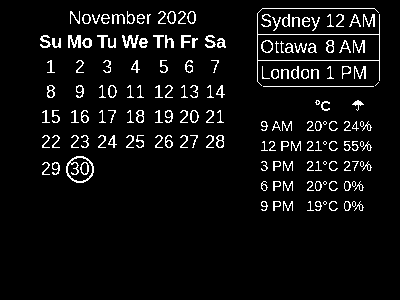 November 2020
Su Mo Tu We Th Fr Sa
1 2 3 4 5 6 7
8 9 10 11 12 13 14
15 16 17 18 19 20 21
22 23 24 25 26 27 28
29 30
Sydney 12 AM
Ottawa 8 AM
London 1 PM
°C ☂
9 AM 20°C 24%
12 PM 21°C 55%
3 PM 21°C 27%
6 PM 20°C 0%
9 PM 19°C 0%